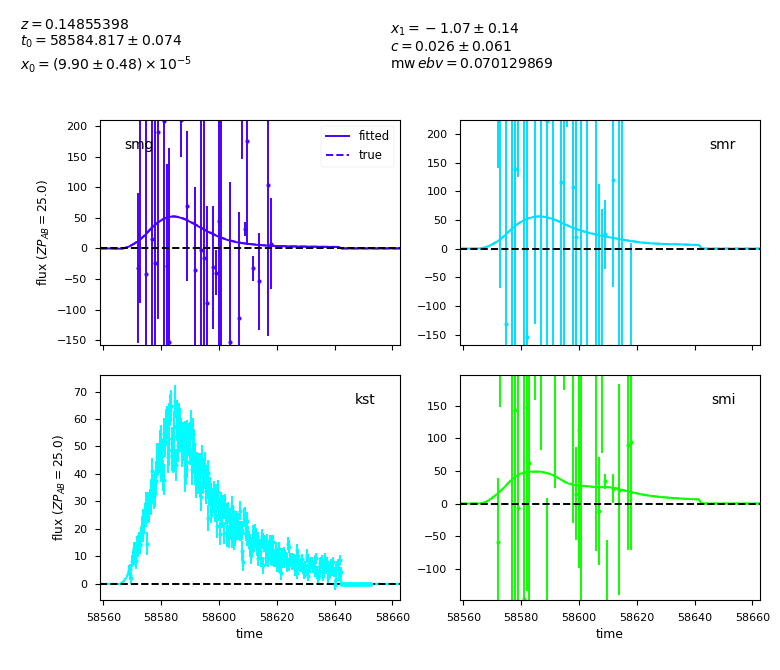 z = 0.14855398
t0 = 58584.817 ± 0.074
x0 = (9.90 ± 0.48) × 10⁻⁵
x1 = −1.07 ± 0.14
c = 0.026 ± 0.061
mw ebv = 0.070129869
smg
fitted
true
200
150
100
50
0
−50
−100
−150
flux (ZP_AB = 25.0)
smr
200
150
100
50
0
−50
−100
−150
kst
70
60
50
40
30
20
10
0
flux (ZP_AB = 25.0)
58560 58580 58600 58620 58640 58660
time
smi
150
100
50
0
−50
−100
58560 58580 58600 58620 58640 58660
time